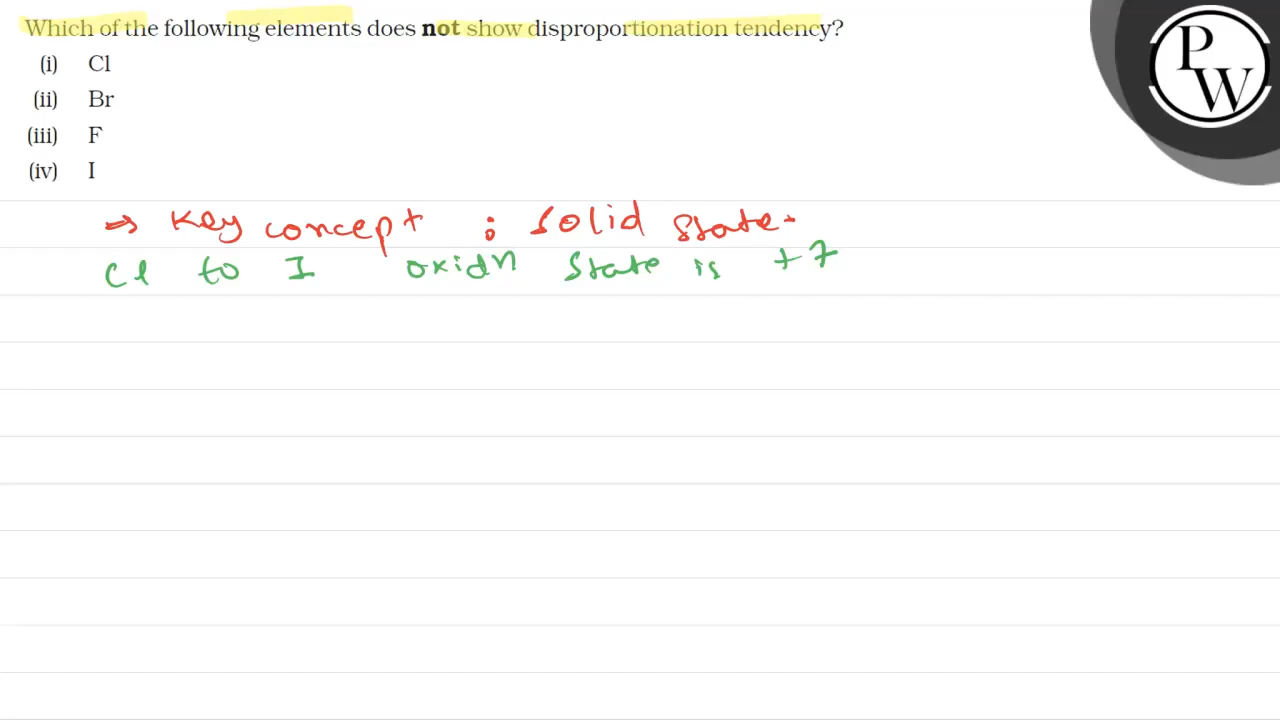 Which of the following elements does not show disproportionation tendency?
(i) Cl
(ii) Br
(iii) F
(iv) I
PW
⇒ Key concept : Solid State.
Cl to I oxidn State is +7